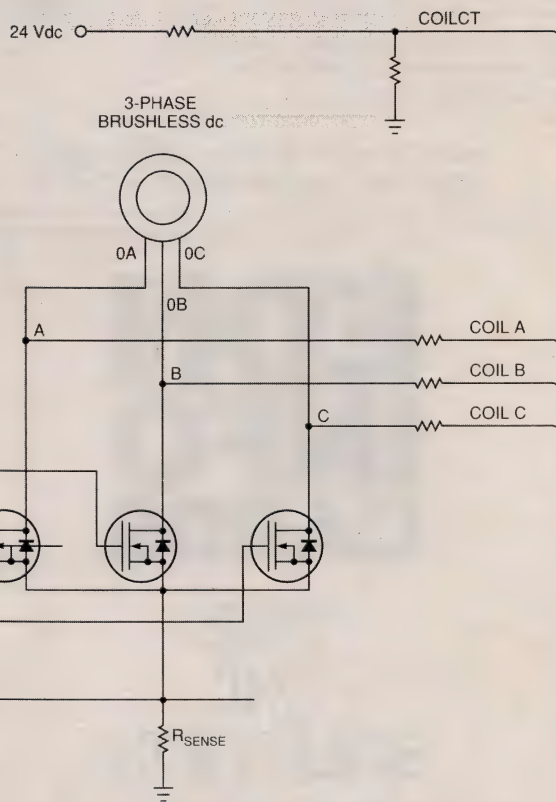 24 Vdc
COILCT
3-PHASE
BRUSHLESS dc
0A
0C
0B
A
COIL A
B
COIL B
C
COIL C
RSENSE